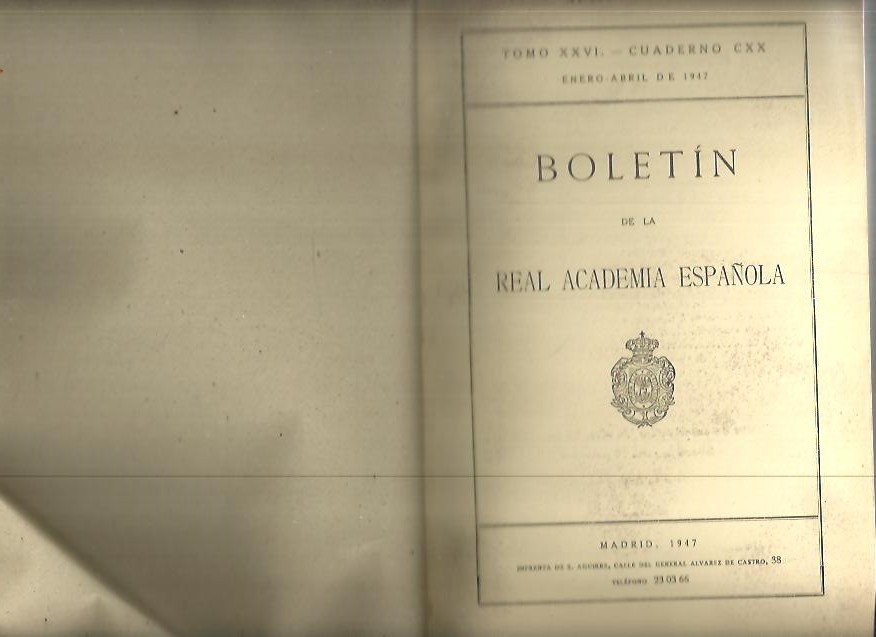 TOMO XXVI. — CUADERNO CXX
ENERO-ABRIL DE 1947
BOLETÍN
DE LA
REAL ACADEMIA ESPAÑOLA
MADRID, 1947
IMPRENTA DE S. AGUIRRE, CALLE DEL GENERAL ALVAREZ DE CASTRO, 38
TELÉFONO 23 03 66